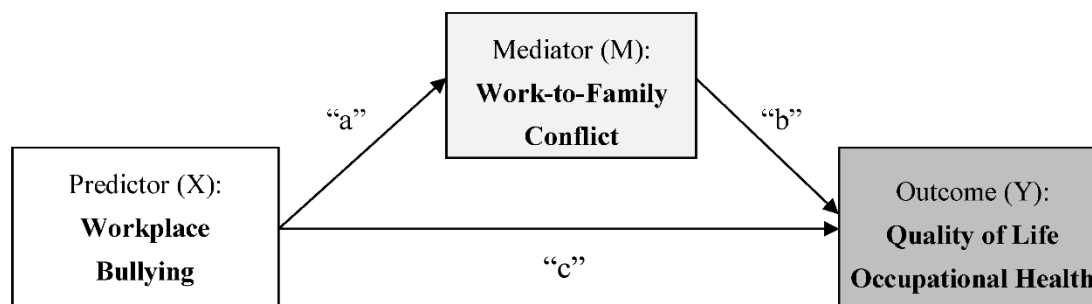 Mediator (M):
Work-to-Family
Conflict
“a”
“b”
Predictor (X):
Workplace
Bullying
Outcome (Y):
Quality of Life
Occupational Health
“c”